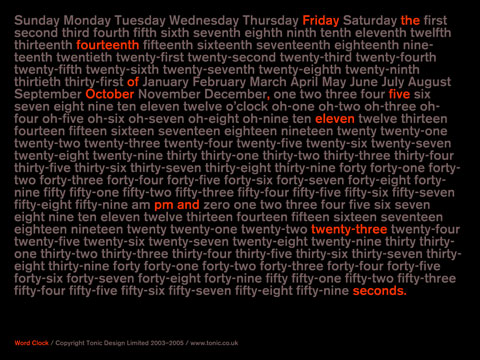 Sunday Monday Tuesday Wednesday Thursday Friday Saturday the first
second third fourth fifth sixth seventh eighth ninth tenth eleventh twelfth
thirteenth fourteenth fifteenth sixteenth seventeenth eighteenth nine-
teenth twentieth twenty-first twenty-second twenty-third twenty-fourth
twenty-fifth twenty-sixth twenty-seventh twenty-eighth twenty-ninth
thirtieth thirty-first of January February March April May June July August
September October November December, one two three four five six
seven eight nine ten eleven twelve o'clock oh-one oh-two oh-three oh-
four oh-five oh-six oh-seven oh-eight oh-nine ten eleven twelve thirteen
fourteen fifteen sixteen seventeen eighteen nineteen twenty twenty-one
twenty-two twenty-three twenty-four twenty-five twenty-six twenty-seven
twenty-eight twenty-nine thirty thirty-one thirty-two thirty-three thirty-four
thirty-five thirty-six thirty-seven thirty-eight thirty-nine forty forty-one forty-
two forty-three forty-four forty-five forty-six forty-seven forty-eight forty-
nine fifty fifty-one fifty-two fifty-three fifty-four fifty-five fifty-six fifty-seven
fifty-eight fifty-nine am pm and zero one two three four five six seven
eight nine ten eleven twelve thirteen fourteen fifteen sixteen seventeen
eighteen nineteen twenty twenty-one twenty-two twenty-three twenty-four
twenty-five twenty-six twenty-seven twenty-eight twenty-nine thirty thirty-
one thirty-two thirty-three thirty-four thirty-five thirty-six thirty-seven thirty-
eight thirty-nine forty forty-one forty-two forty-three forty-four forty-five
forty-six forty-seven forty-eight forty-nine fifty fifty-one fifty-two fifty-three
fifty-four fifty-five fifty-six fifty-seven fifty-eight fifty-nine seconds.
Word Clock / Copyright Tonic Design Limited 2003–2005 / www.tonic.co.uk